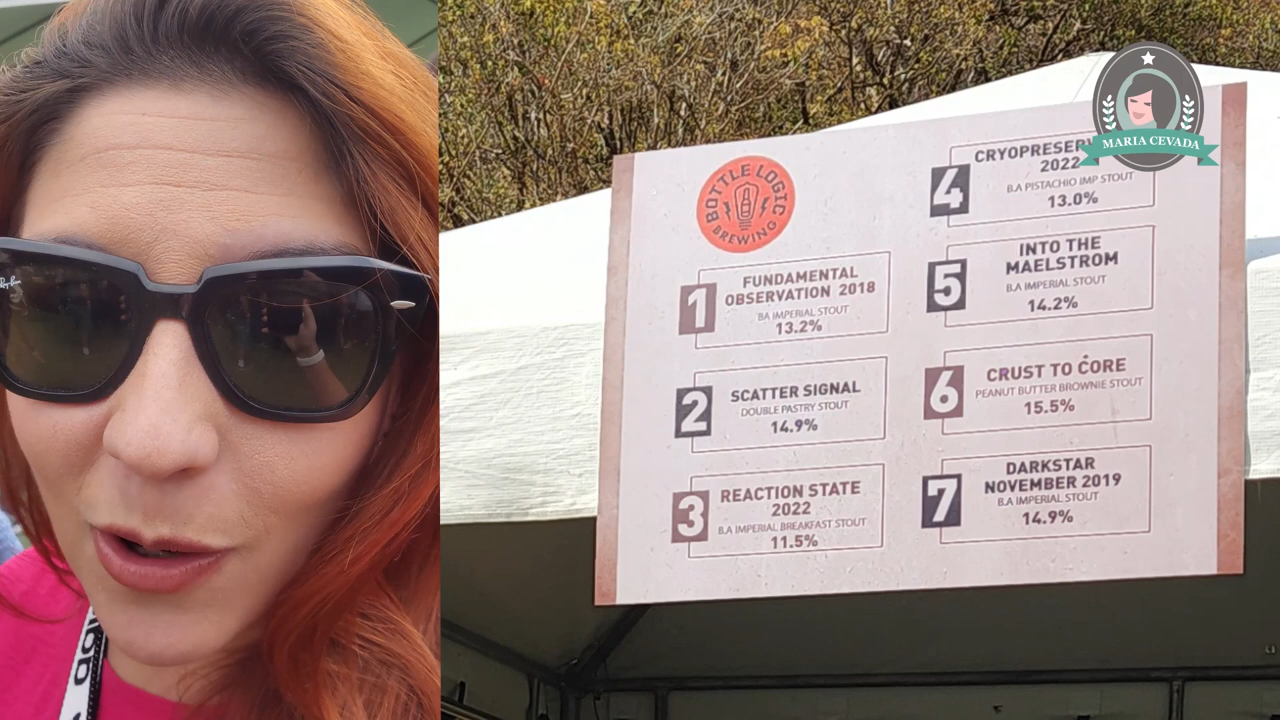 Ray-Ban
BOTTLE LOGIC
BREWING
1
FUNDAMENTAL
OBSERVATION 2018
BA IMPERIAL STOUT
13.2%
2
SCATTER SIGNAL
DOUBLE PASTRY STOUT
14.9%
3
REACTION STATE
2022
B.A IMPERIAL BREAKFAST STOUT
11.5%
4
2022
B.A PISTACHIO IMP STOUT
13.0%
5
INTO THE
MAELSTROM
B.A IMPERIAL STOUT
14.2%
6
CRUST TO CORE
PEANUT BUTTER BROWNIE STOUT
15.5%
7
DARKSTAR
NOVEMBER 2019
B.A IMPERIAL STOUT
14.9%
MARIA CEVADA